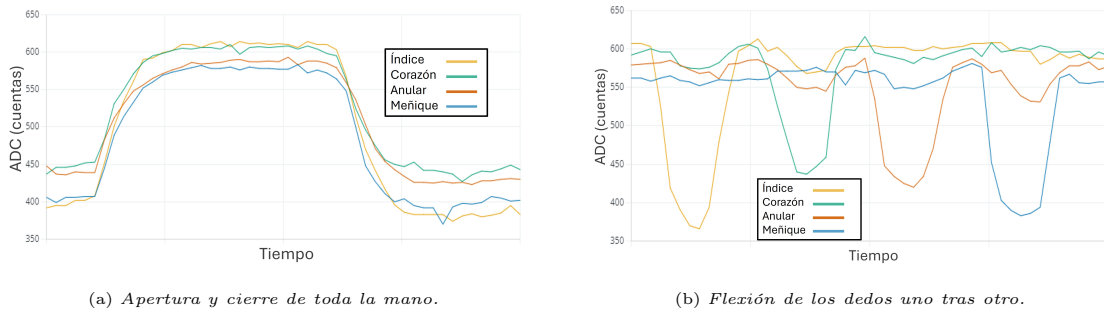 650
600
550
500
450
400
350
ADC (cuentas)
Índice
Corazón
Anular
Meñique
Tiempo
(a) Apertura y cierre de toda la mano.
650
600
550
500
450
400
350
ADC (cuentas)
Índice
Corazón
Anular
Meñique
Tiempo
(b) Flexión de los dedos uno tras otro.